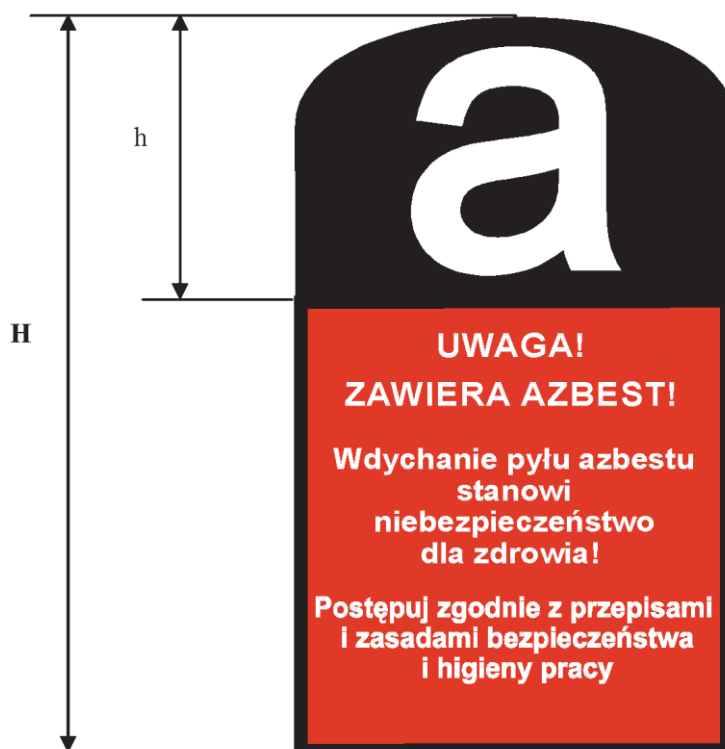 h
a
H
UWAGA!
ZAWIERA AZBEST!
Wdychanie pyłu azbestu
stanowi
niebezpieczeństwo
dla zdrowia!
Postępuj zgodnie z przepisami
i zasadami bezpieczeństwa
i higieny pracy